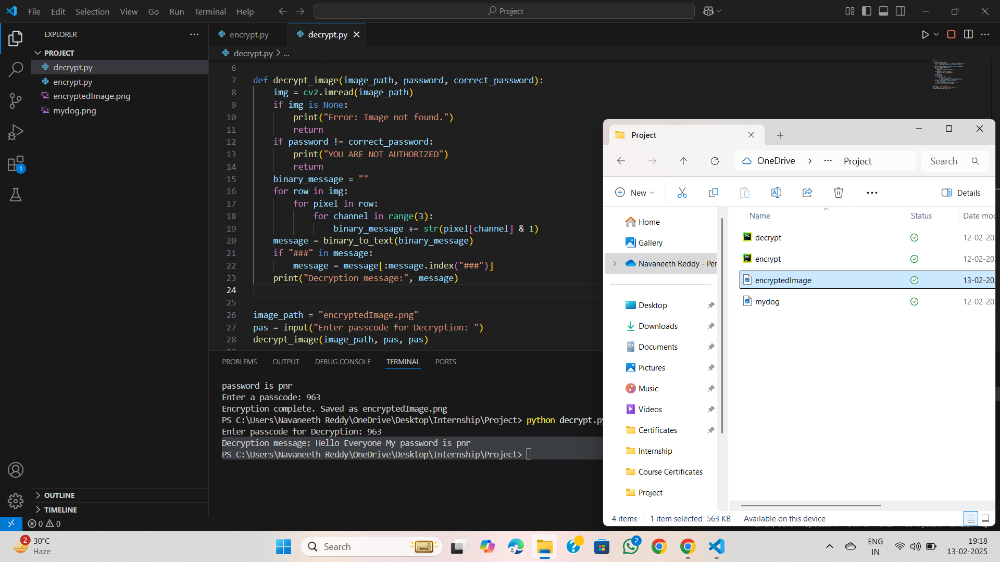 File Edit Selection View Go Run Terminal Help
Project
EXPLORER
PROJECT
decrypt.py
encrypt.py
encryptedImage.png
mydog.png
OUTLINE
TIMELINE
1
encrypt.py
decrypt.py
decrypt.py > ...
6
7 def decrypt_image(image_path, password, correct_password):
8 img = cv2.imread(image_path)
9 if img is None:
10 print("Error: Image not found.")
11 return
12 if password != correct_password:
13 print("YOU ARE NOT AUTHORIZED")
14 return
15 binary_message = ""
16 for row in img:
17 for pixel in row:
18 for channel in range(3):
19 binary_message += str(pixel[channel] & 1)
20 message = binary_to_text(binary_message)
21 if "###" in message:
22 message = message[:message.index("###")]
23 print("Decryption message:", message)
24
25
26 image_path = "encryptedImage.png"
27 pas = input("Enter passcode for Decryption: ")
28 decrypt_image(image_path, pas, pas)
PROBLEMS OUTPUT DEBUG CONSOLE TERMINAL PORTS
password is pnr
Enter a passcode: 963
Encryption complete. Saved as encryptedImage.png
PS C:\Users\Navaneeth Reddy\OneDrive\Desktop\Internship\Project> python decrypt.py
Enter passcode for Decryption: 963
Decryption message: Hello Everyone My password is pnr
PS C:\Users\Navaneeth Reddy\OneDrive\Desktop\Internship\Project>
0 0
Project
OneDrive > ... Project
Search
New
Details
Home
Gallery
Navaneeth Reddy - Per
Desktop
Downloads
Documents
Pictures
Music
Videos
Certificates
Internship
Course Certificates
Project
Name Status Date mod
decrypt 12-02-202
encrypt 12-02-202
encryptedImage 13-02-202
mydog 12-02-202
4 items 1 item selected 563 KB Available on this device
2
30°C
Haze
Search
2
ENG
IN
19:18
13-02-2025